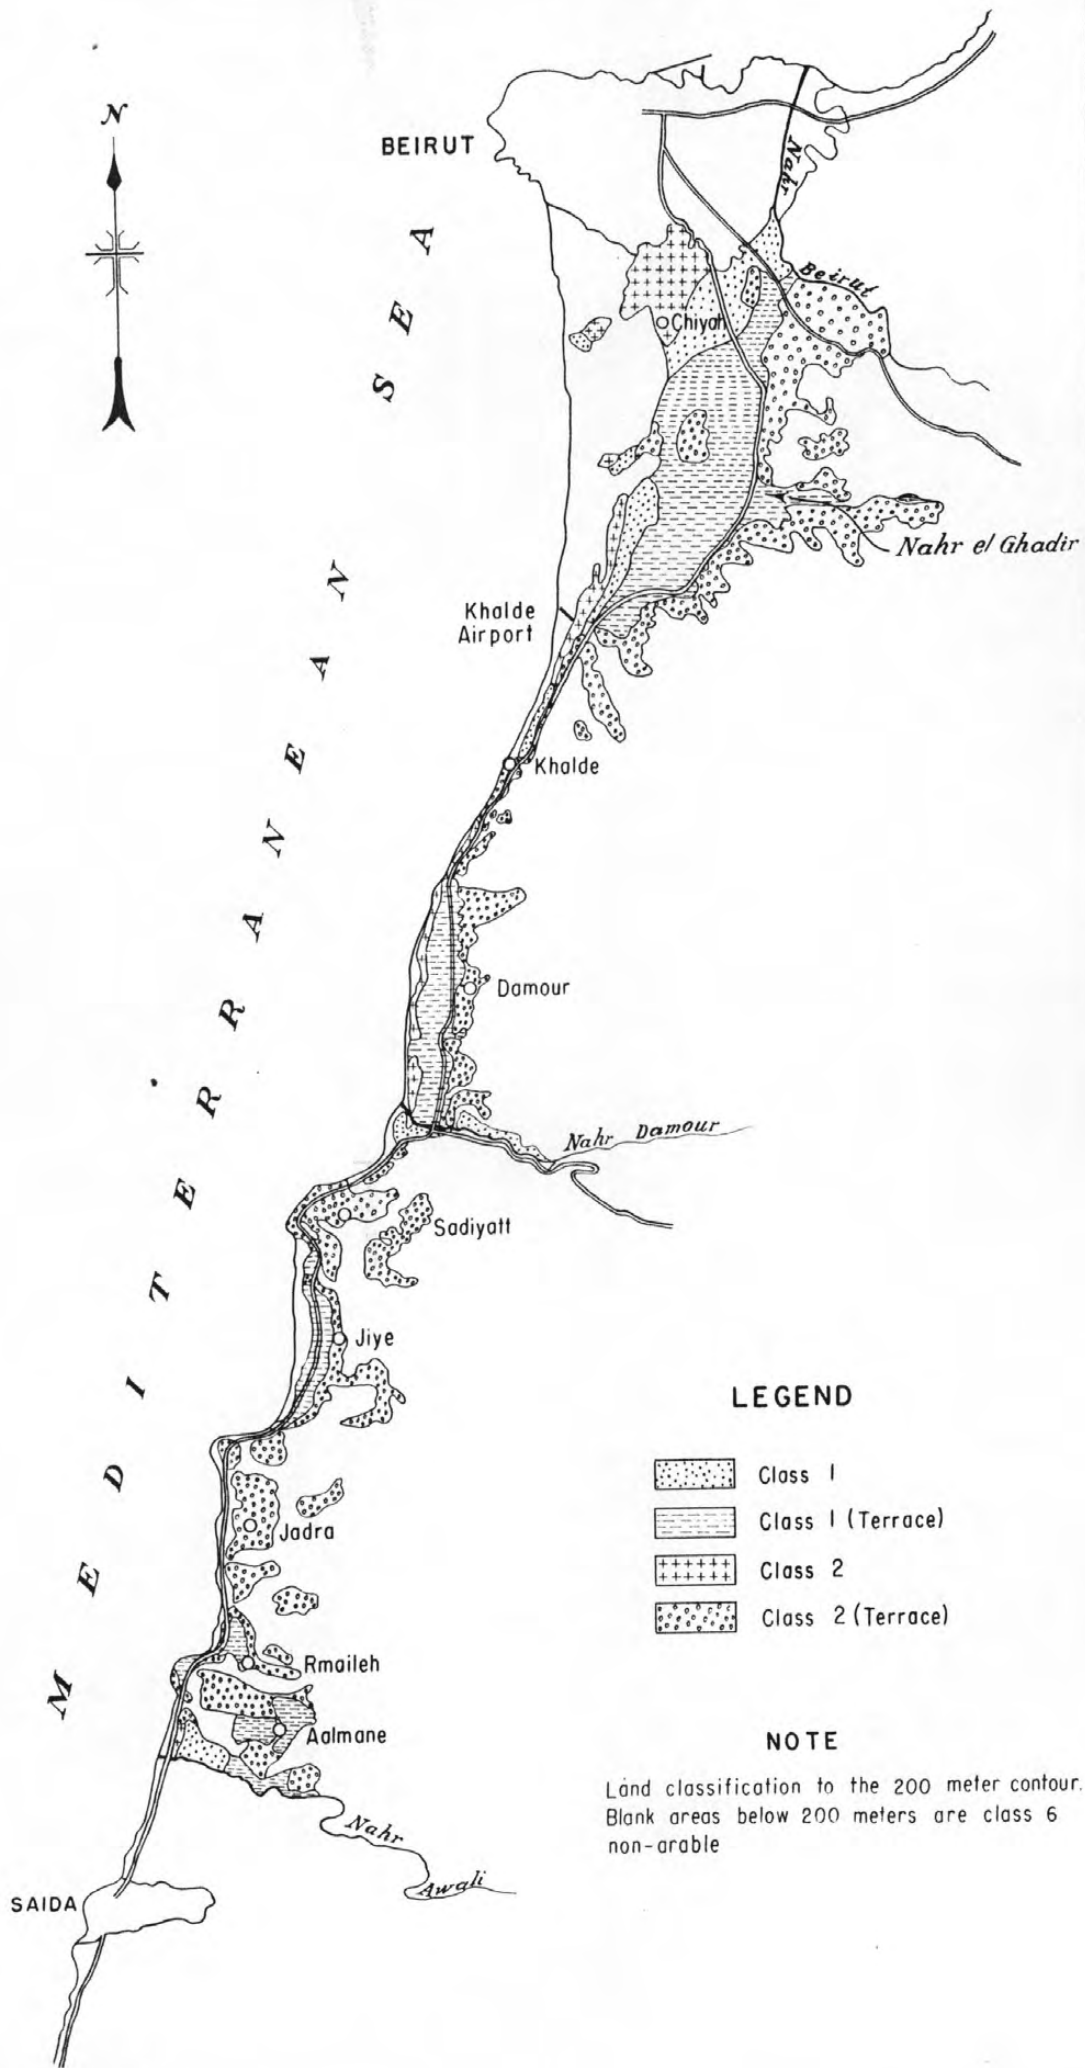 N
BEIRUT
MEDITERRANEAN SEA
Nahr Beirut
Chiyah
Nahr el Ghadir
Khalde
Airport
Khalde
Damour
Nahr Damour
Sadiyatt
Jiye
Jadra
Rmaileh
Aalmane
Nahr Awali
SAIDA
LEGEND
Class 1
Class 1 (Terrace)
Class 2
Class 2 (Terrace)
NOTE
Land classification to the 200 meter contour.
Blank areas below 200 meters are class 6
non-arable